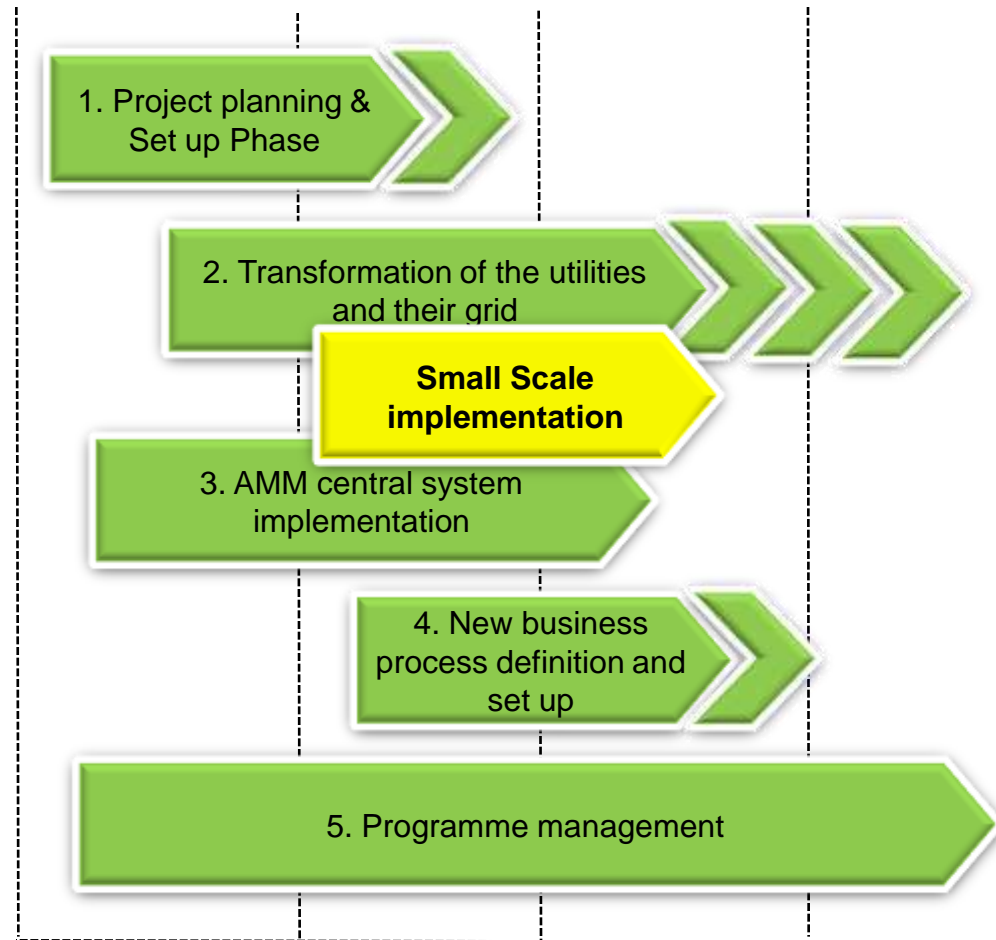 1. Project planning &
Set up Phase
2. Transformation of the utilities
and their grid
Small Scale
implementation
3. AMM central system
implementation
4. New business
process definition and
set up
5. Programme management